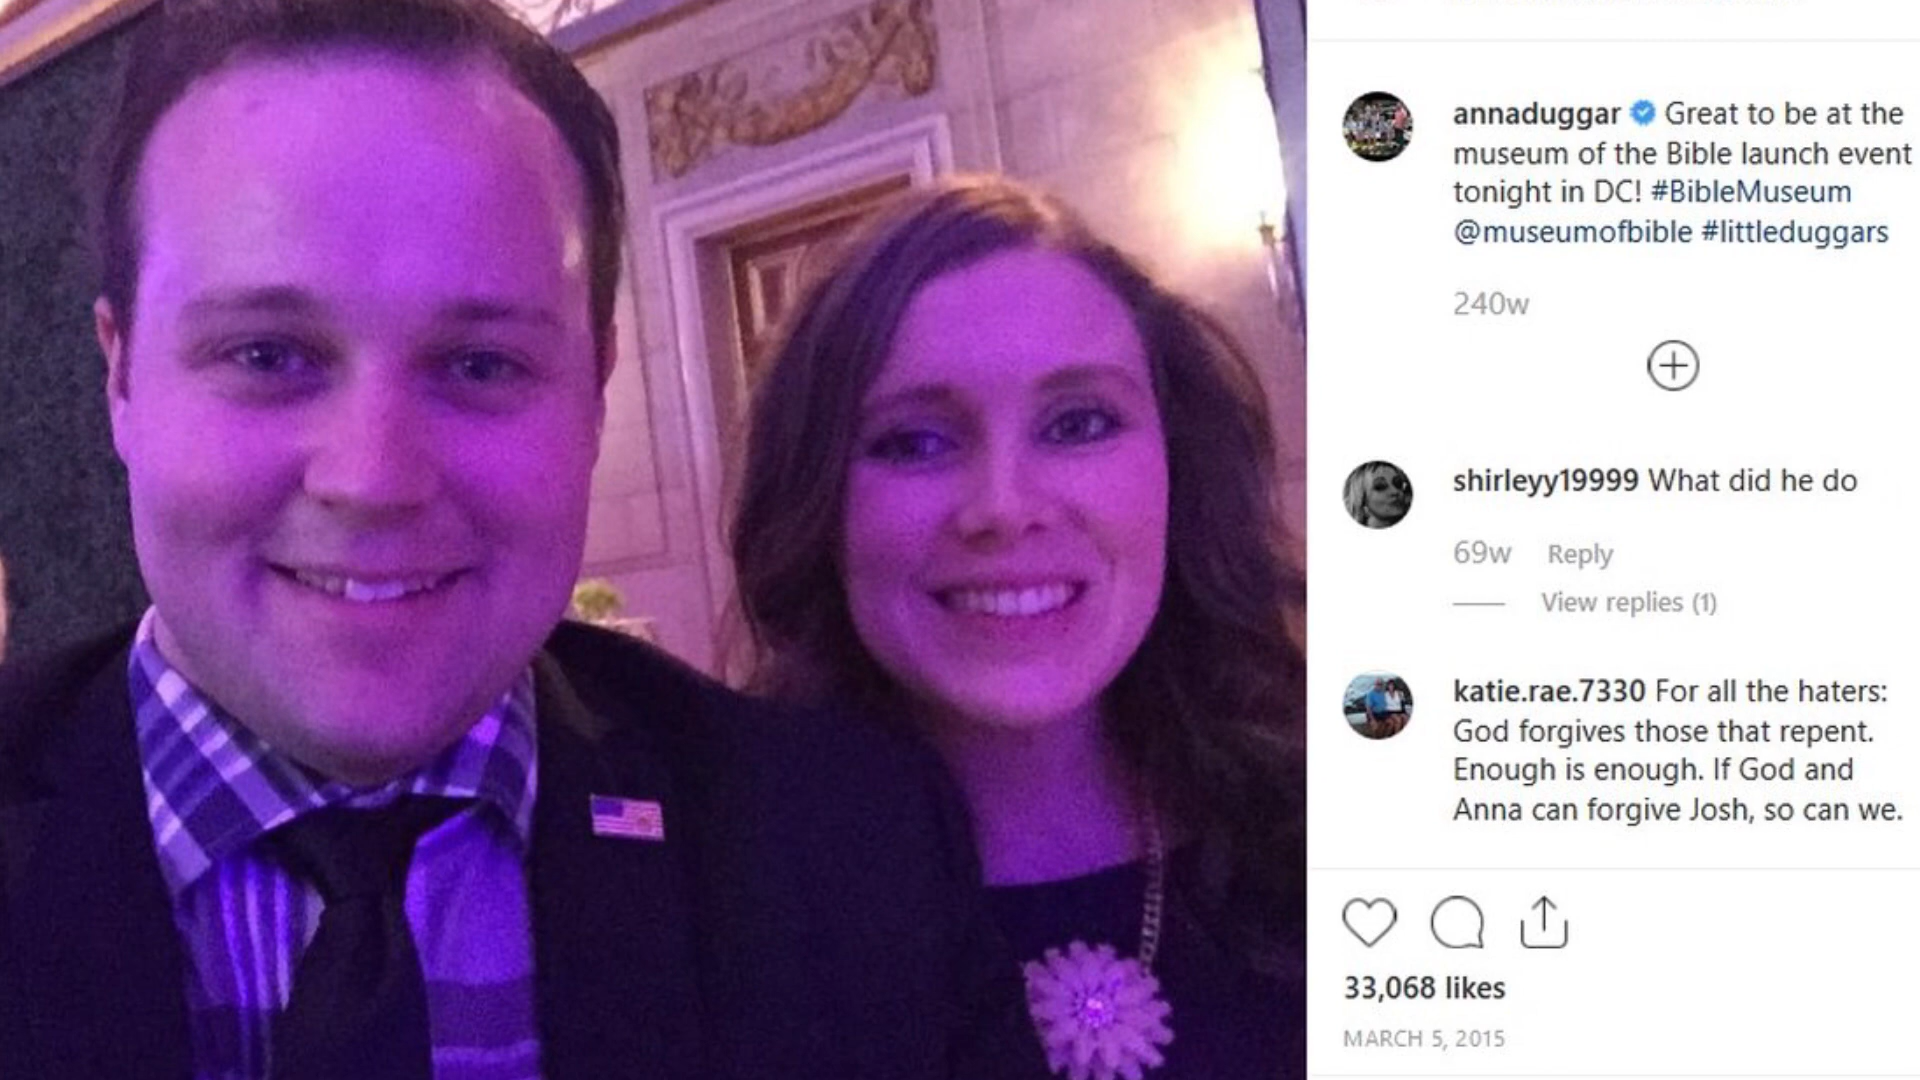 annaduggar Great to be at the
museum of the Bible launch event
tonight in DC! #BibleMuseum
@museumofbible #littleduggars
240w
shirleyy19999 What did he do
69w Reply
View replies (1)
katie.rae.7330 For all the haters:
God forgives those that repent.
Enough is enough. If God and
Anna can forgive Josh, so can we.
33,068 likes
MARCH 5, 2015